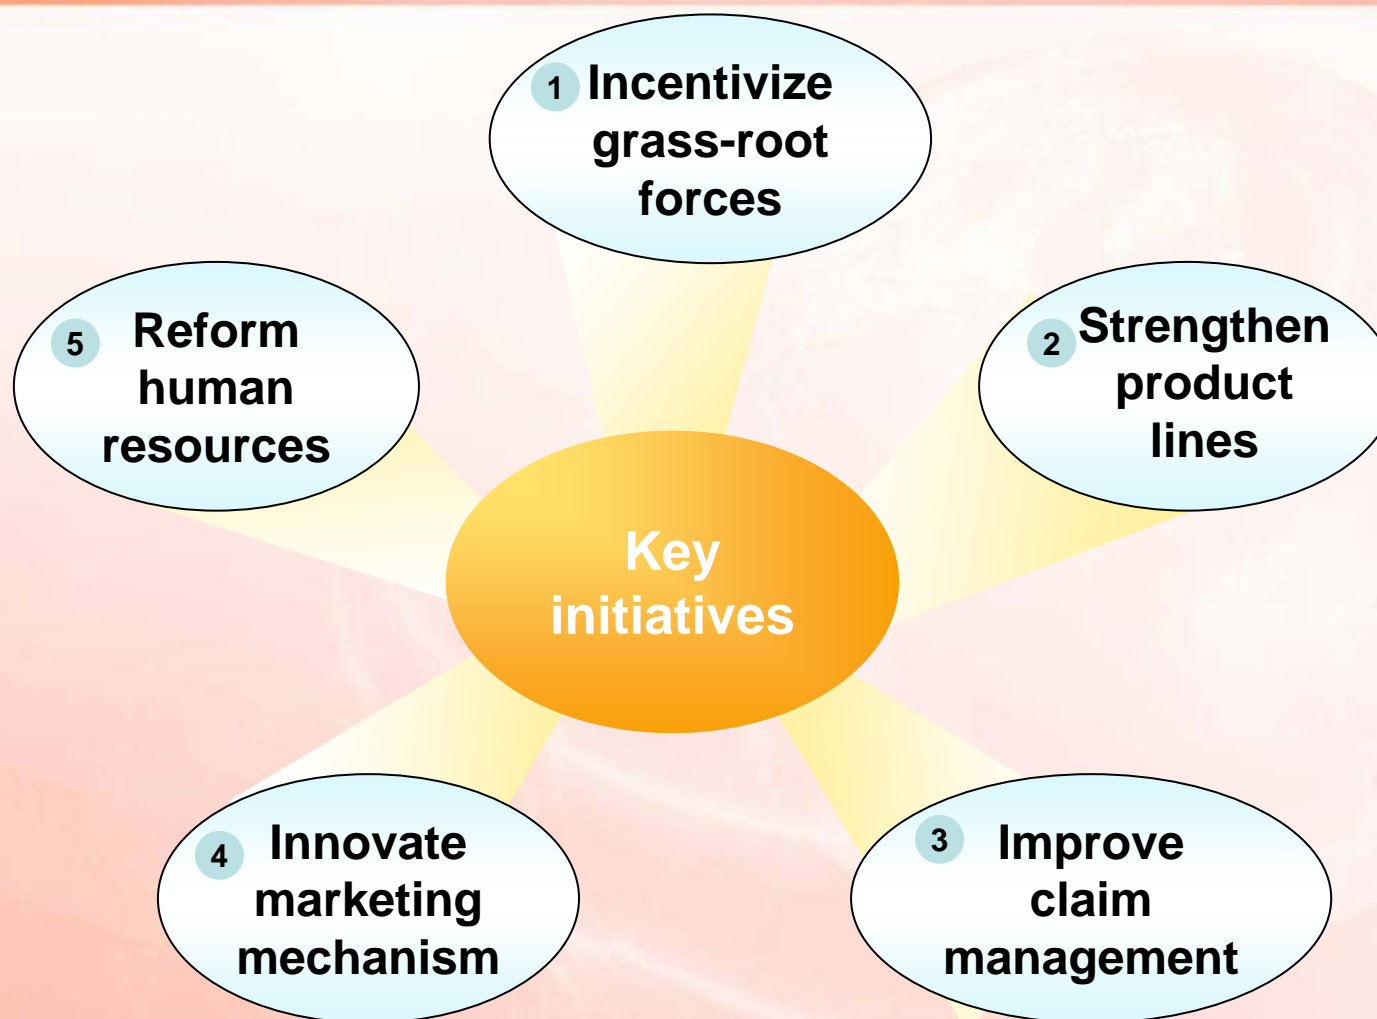 1 Incentivize
grass-root
forces
2 Strengthen
product
lines
3 Improve
claim
management
4 Innovate
marketing
mechanism
5 Reform
human
resources
Key
initiatives